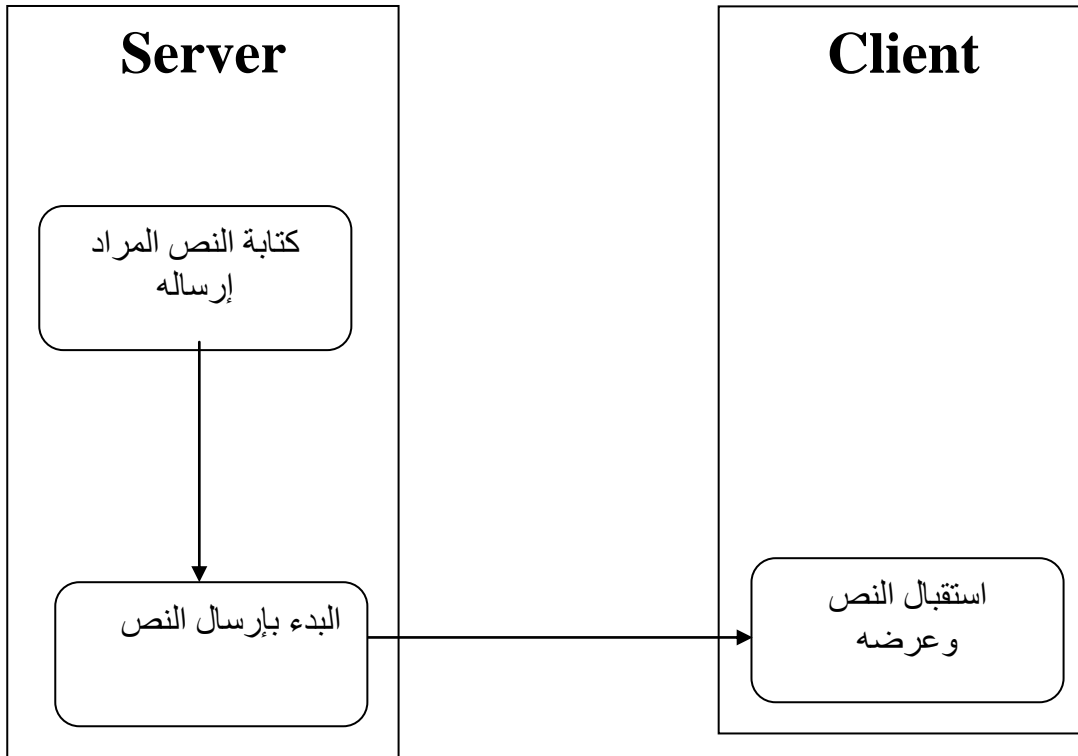 Server
Client
كتابة النص المراد
إرساله
البدء بإرسال النص
استقبال النص
وعرضه